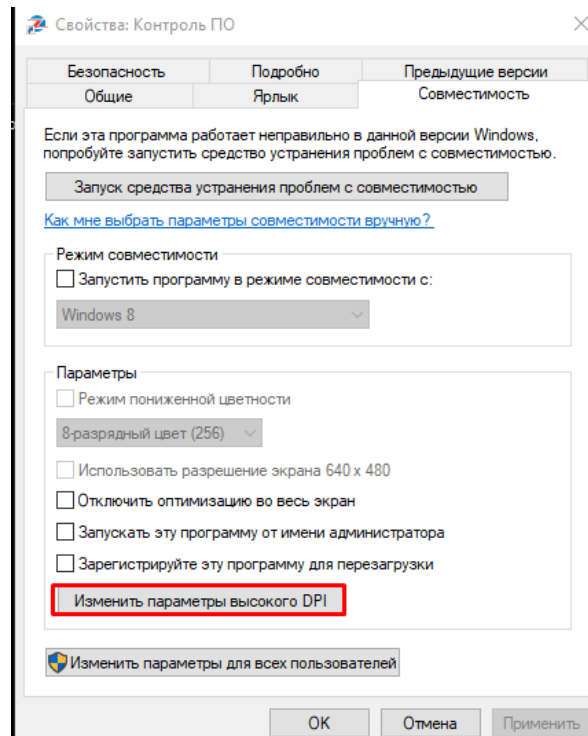 Свойства: Контроль ПО
Безопасность
Подробно
Предыдущие версии
Общие
Ярлык
Совместимость
Если эта программа работает неправильно в данной версии Windows,
попробуйте запустить средство устранения проблем с совместимостью.
Запуск средства устранения проблем с совместимостью
Как мне выбрать параметры совместимости вручную?
Режим совместимости
Запустить программу в режиме совместимости с:
Windows 8
Параметры
Режим пониженной цветности
8-разрядный цвет (256)
Использовать разрешение экрана 640 x 480
Отключить оптимизацию во весь экран
Запускать эту программу от имени администратора
Зарегистрируйте эту программу для перезагрузки
Изменить параметры высокого DPI
Изменить параметры для всех пользователей
OK
Отмена
Применить